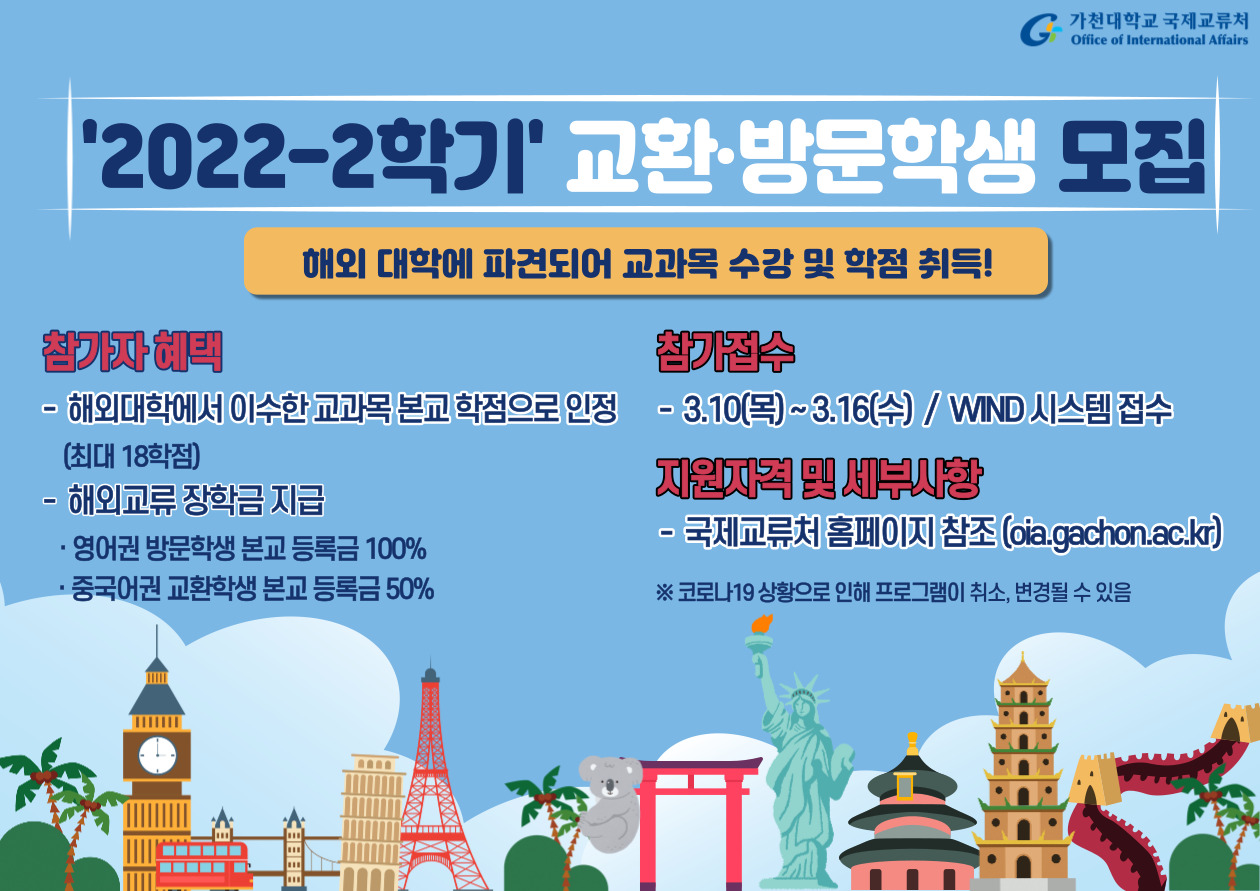 가천대학교 국제교류처
Office of International Affairs
'2022-2학기' 교환·방문학생 모집
해외 대학에 파견되어 교과목 수강 및 학점 취득!
참가자 혜택
- 해외대학에서 이수한 교과목 본교 학점으로 인정
(최대 18학점)
- 해외교류 장학금 지급
· 영어권 방문학생 본교 등록금 100%
· 중국어권 교환학생 본교 등록금 50%
참가접수
- 3.10(목) ~ 3.16(수) / WIND 시스템 접수
지원자격 및 세부사항
- 국제교류처 홈페이지 참조 (oia.gachon.ac.kr)
※ 코로나19 상황으로 인해 프로그램이 취소, 변경될 수 있음